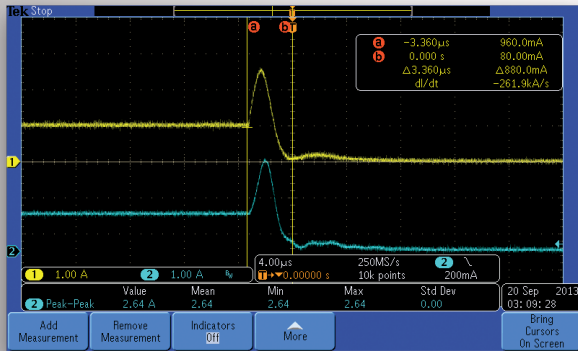 Tek Stop
T
a b T
a -3.360µs 960.0mA
b 0.000 s 80.00mA
Δ3.360µs Δ880.0mA
dI/dt -261.9kA/s
1
2
1 1.00 A 2 1.00 A BW
4.00µs 250MS/s 2
T→▼0.00000 s 10k points 200mA
Value Mean Min Max Std Dev
2 Peak-Peak 2.64 A 2.64 2.64 2.64 0.00
20 Sep 2013
03:09:28
Add Measurement
Remove Measurement
Indicators Off
More
Bring Cursors On Screen